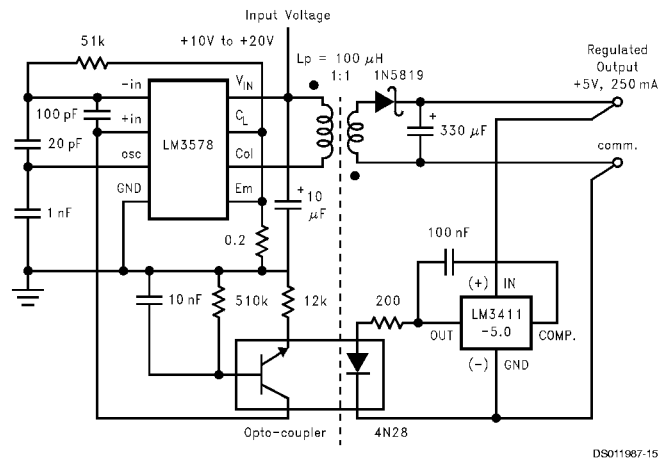 Input Voltage
+10V to +20V
51k
Lp = 100 µH
1:1
1N5819
Regulated
Output
+5V, 250 mA
-in
V_IN
100 pF
+in
C_L
+
330 µF
20 pF
LM3578
osc
Col
comm.
GND
Em
1 nF
+
10
µF
0.2
100 nF
10 nF
510k
12k
200
(+)
IN
LM3411
-5.0
OUT
COMP.
(-)
GND
Opto-coupler
4N28
DS011987-15